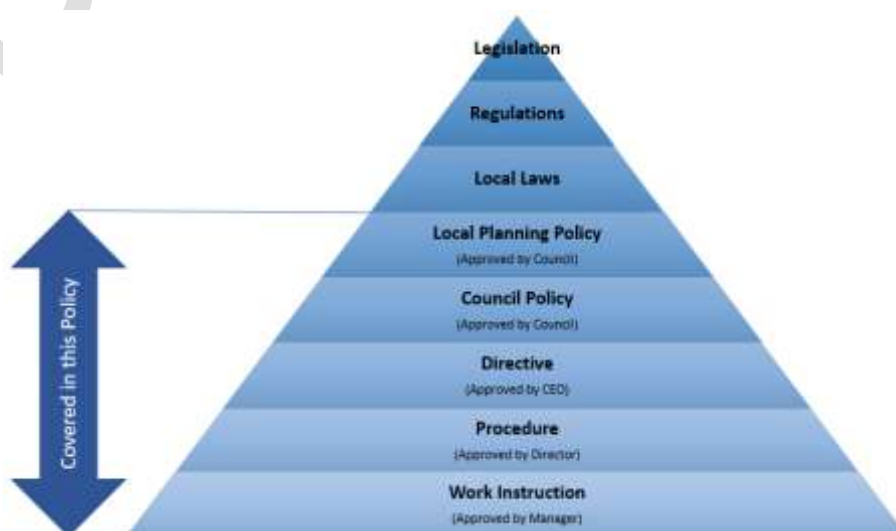 Legislation
Regulations
Local Laws
Local Planning Policy
(Approved by Council)
Council Policy
(Approved by Council)
Directive
(Approved by CEO)
Procedure
(Approved by Director)
Work Instruction
(Approved by Manager)
Covered in this Policy